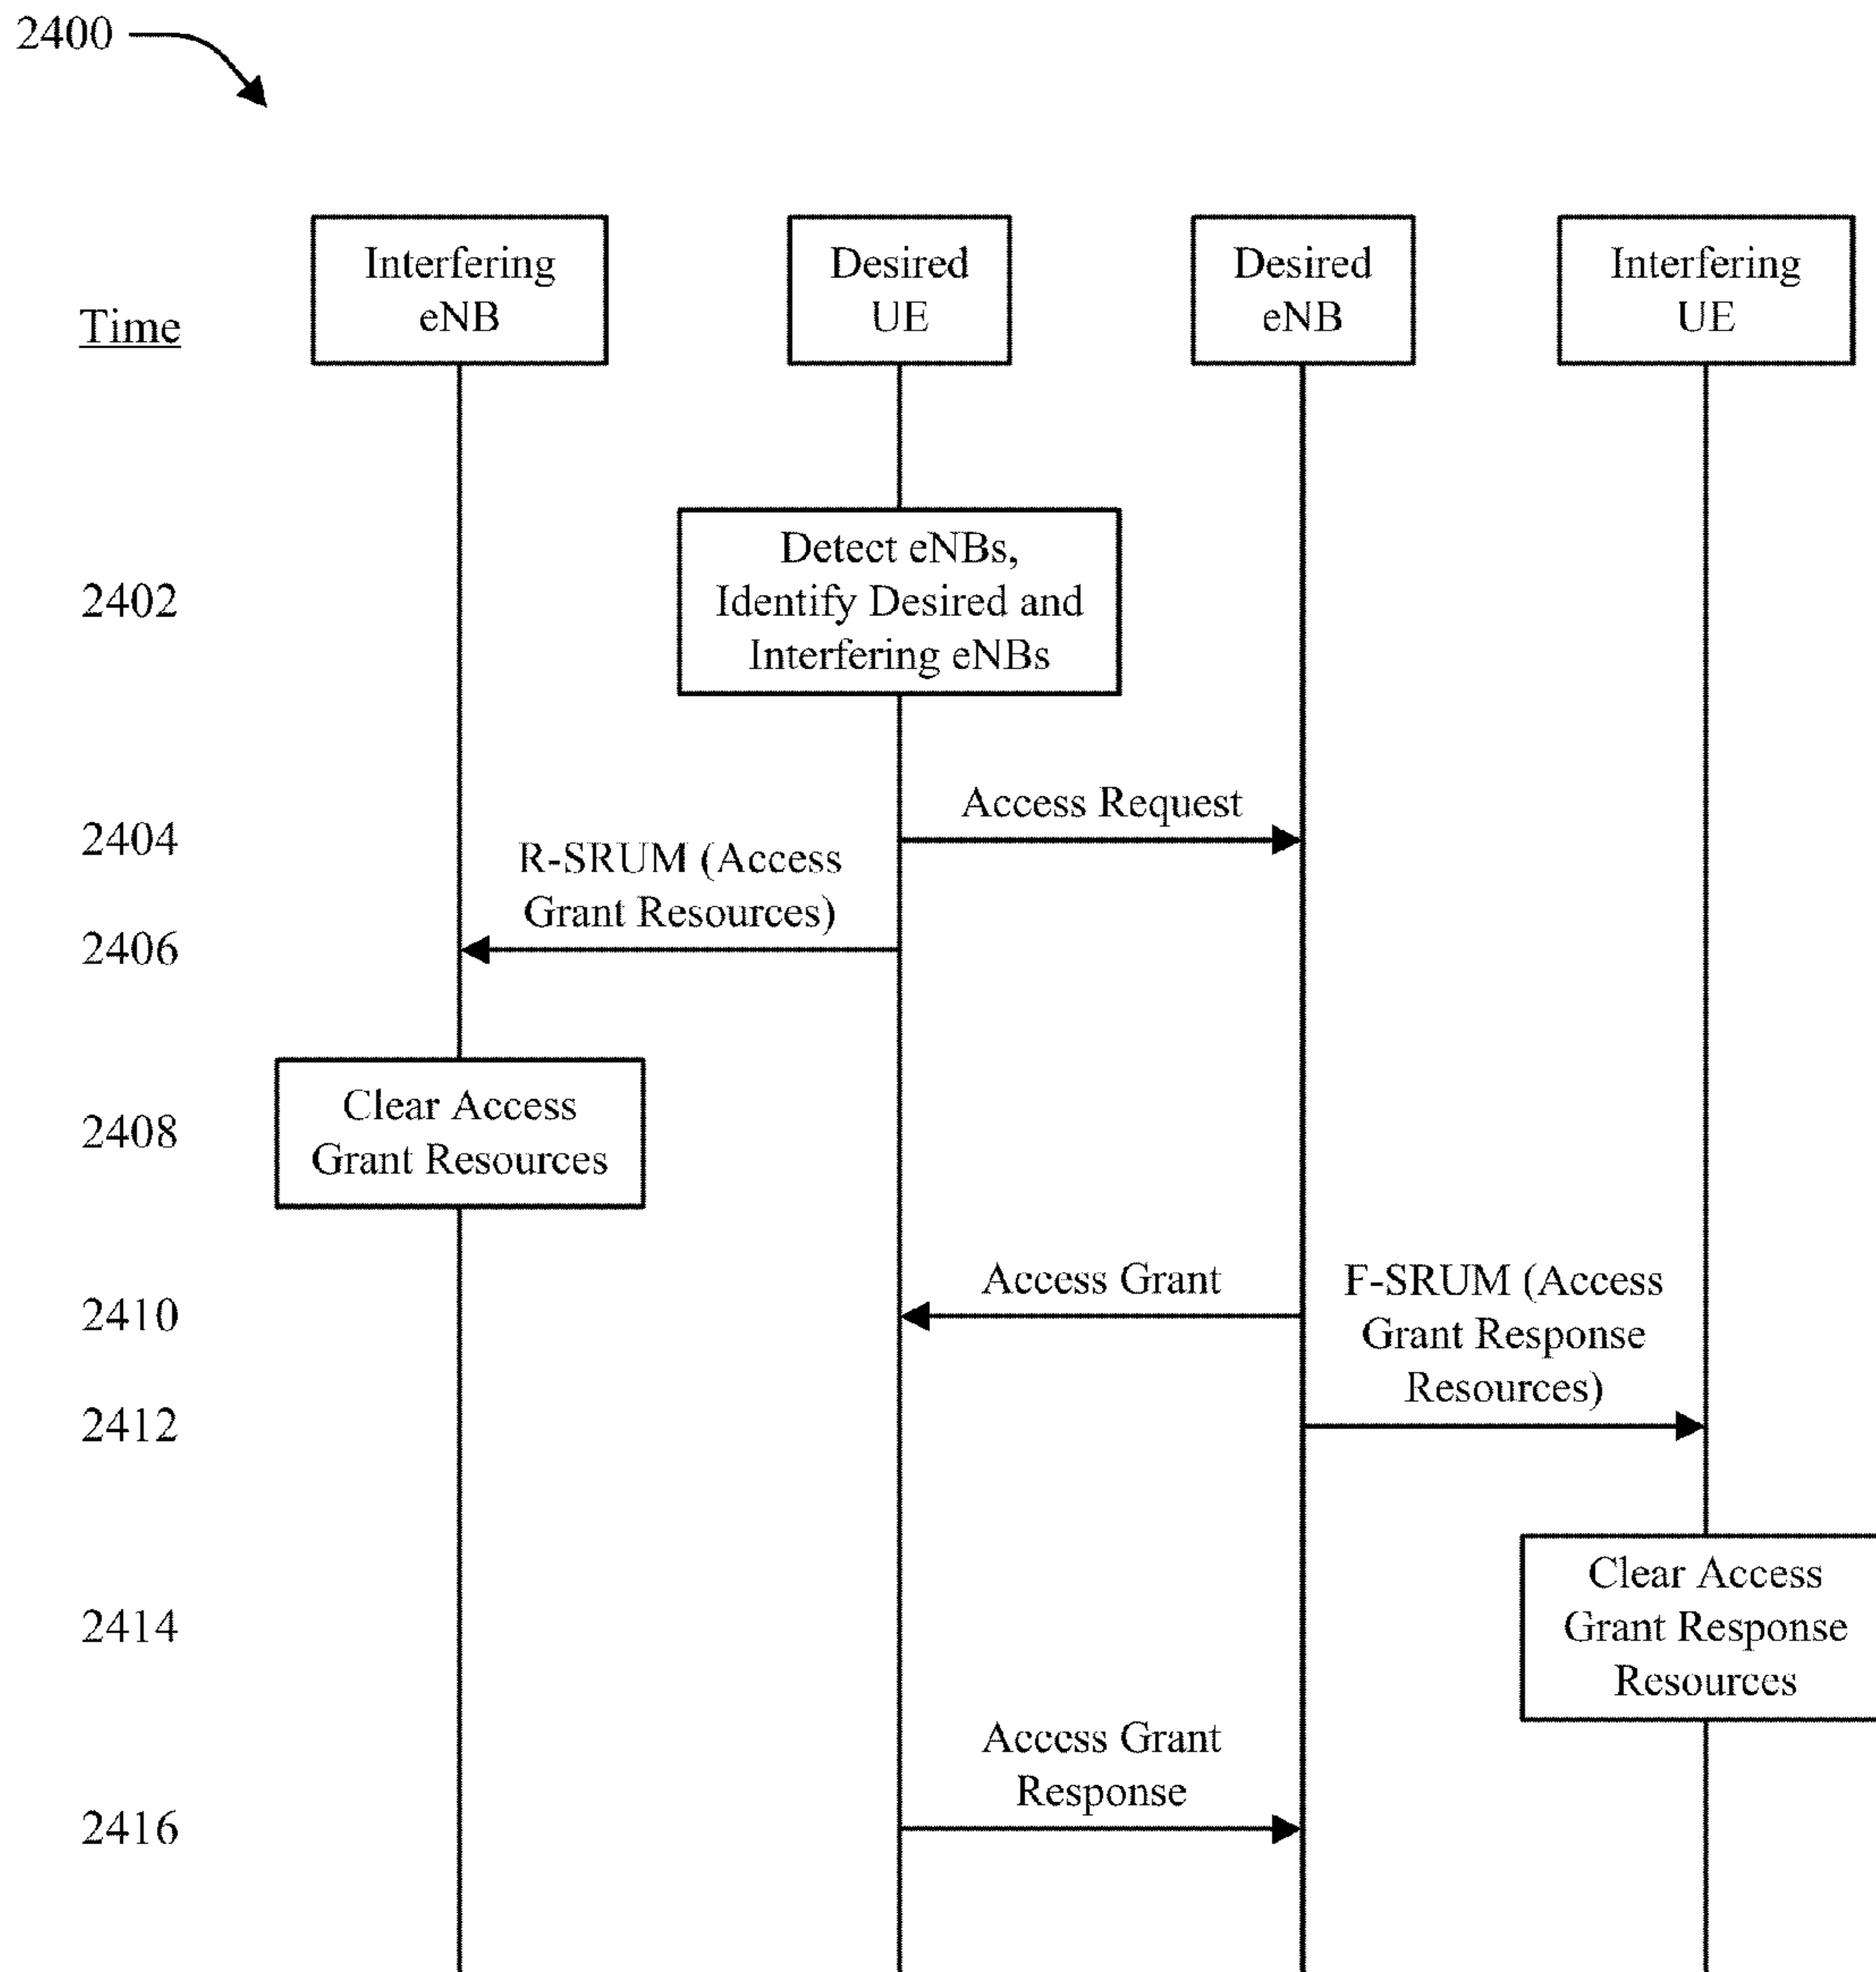 2400
Interfering
eNB
Desired
UE
Desired
eNB
Interfering
UE
Time
2402
Detect eNBs,
Identify Desired and
Interfering eNBs
2404
Access Request
R-SRUM (Access
Grant Resources)
2406
2408
Clear Access
Grant Resources
2410
Access Grant
F-SRUM (Access
Grant Response
Resources)
2412
2414
Clear Access
Grant Response
Resources
Access Grant
Response
2416